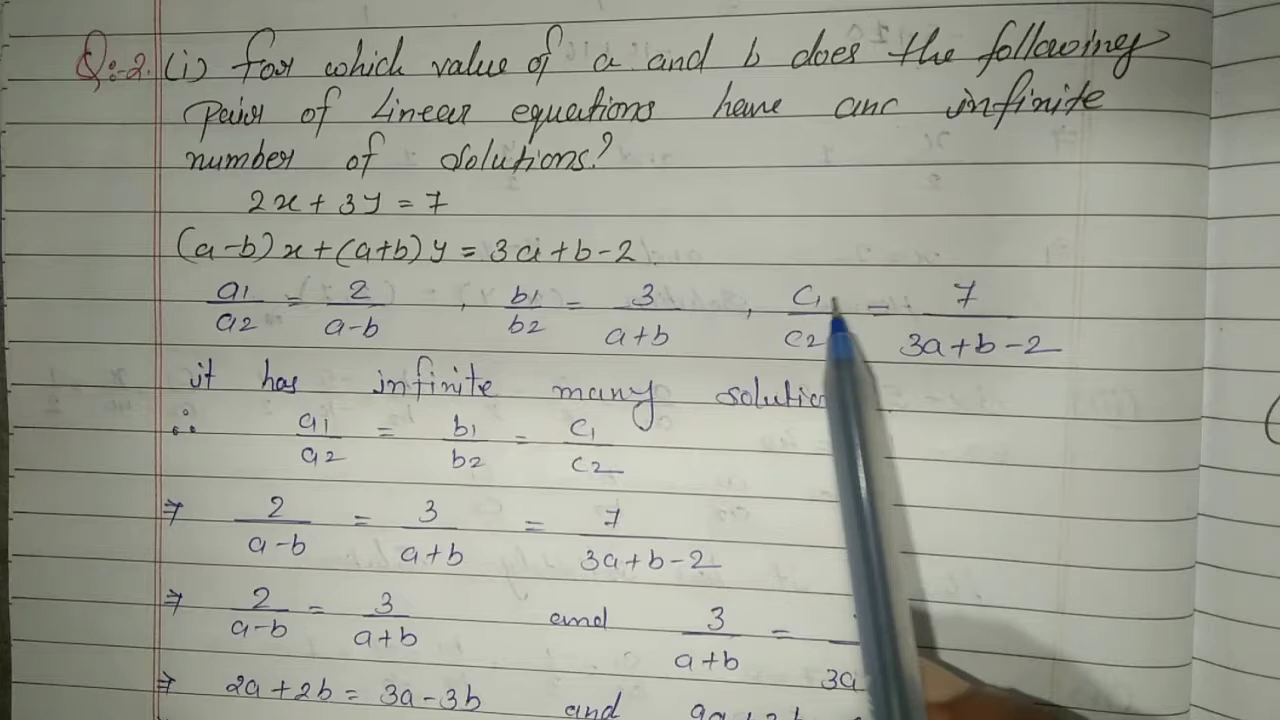 Q:-2. (i) For which value of a and b does the following
pair of Linear equations have anc infinite
number of solutions?
2x + 3y = 7
(a-b)x + (a+b)y = 3a+b-2
a1/a2 = 2/a-b , b1/b2 = 3/a+b , c1/c2 = 7/3a+b-2
it has infinite many
∴ a1/a2 = b1/b2 = c1/c2
⇒ 2/a-b = 3/a+b = 7/3a+b-2
⇒ 2/a-b = 3/a+b and 3/a+b = 3a
⇒ 2a+2b = 3a-3b and